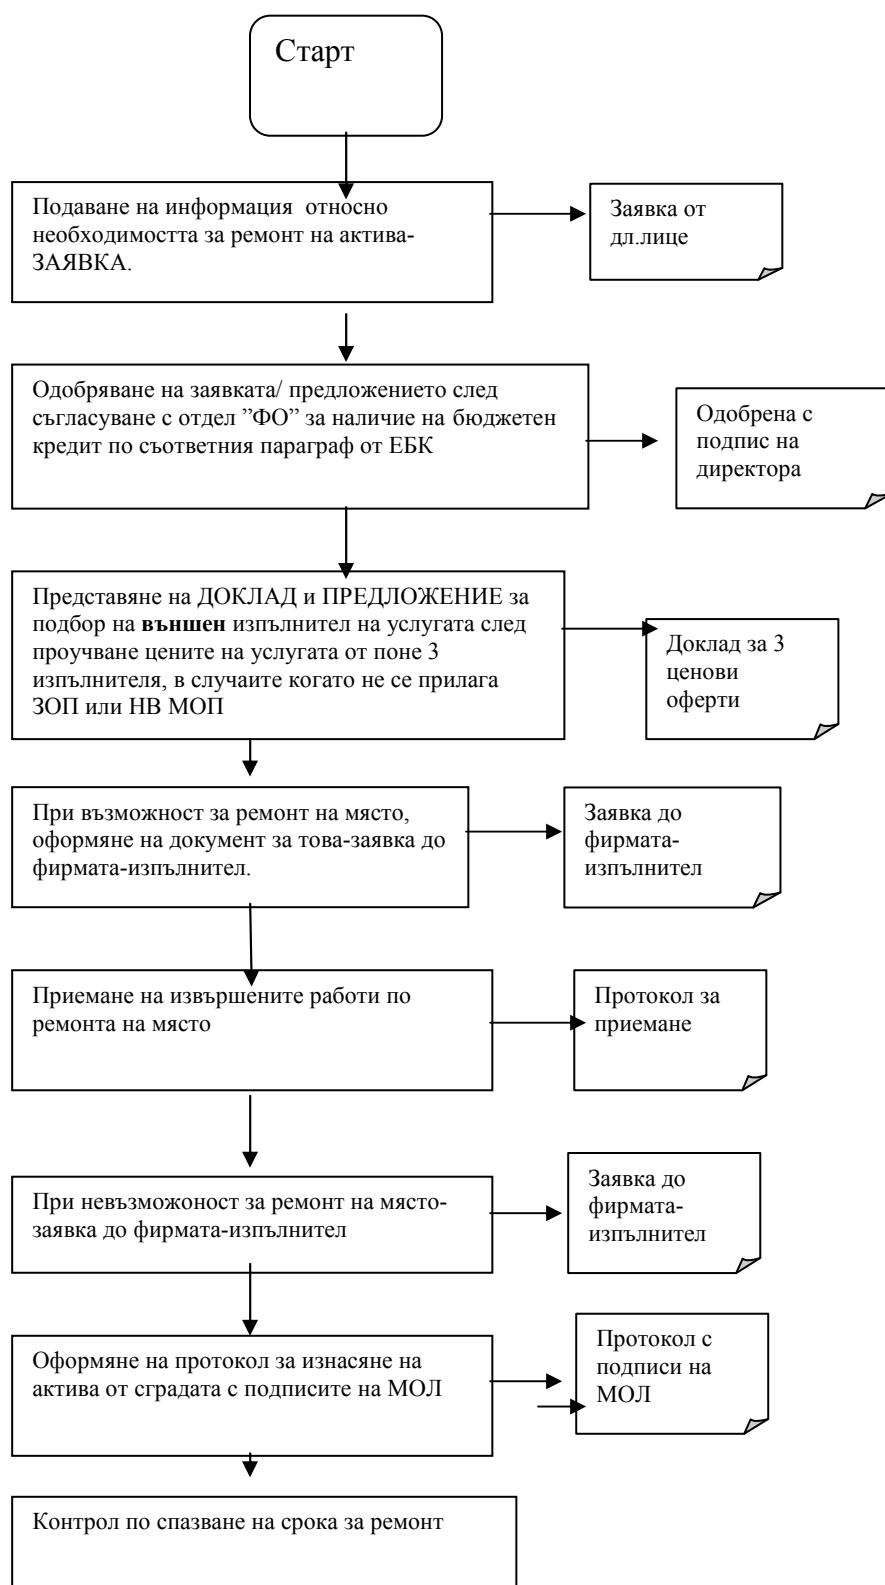 Старт
Подаване на информация относно
необходимостта за ремонт на актива-
ЗАЯВКА.
Заявка от
дл.лице
Одобряване на заявката/ предложението след
съгласуване с отдел ”ФО” за наличие на бюджетен
кредит по съответния параграф от ЕБК
Одобрена с
подпис на
директора
Представяне на ДОКЛАД и ПРЕДЛОЖЕНИЕ за
подбор на външен изпълнител на услугата след
проучване цените на услугата от поне 3
изпълнителя, в случаите когато не се прилага
ЗОП или НВ МОП
Доклад за 3
ценови
оферти
При възможност за ремонт на място,
оформяне на документ за това-заявка до
фирмата-изпълнител.
Заявка до
фирмата-
изпълнител
Приемане на извършените работи по
ремонта на място
Протокол за
приемане
При невъзможоност за ремонт на място-
заявка до фирмата-изпълнител
Заявка до
фирмата-
изпълнител
Оформяне на протокол за изнасяне на
актива от сградата с подписите на МОЛ
Протокол с
подписи на
МОЛ
Контрол по спазване на срока за ремонт